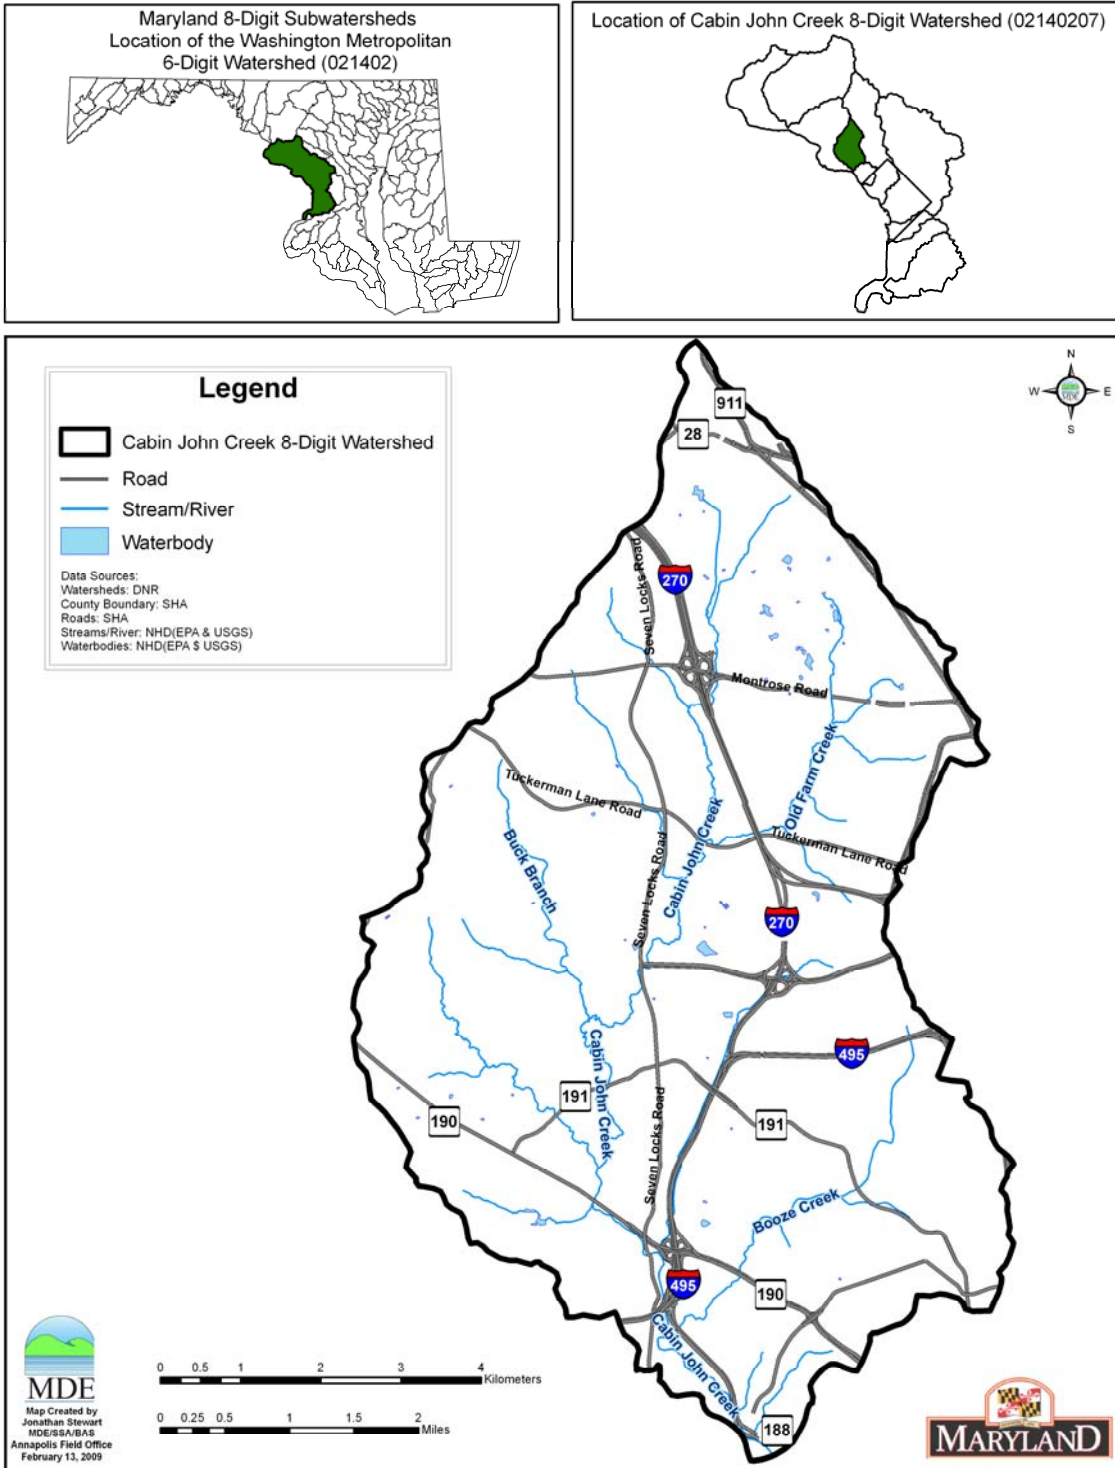 Maryland 8-Digit Subwatersheds
Location of the Washington Metropolitan
6-Digit Watershed (021402)
Location of Cabin John Creek 8-Digit Watershed (02140207)
Legend
Cabin John Creek 8-Digit Watershed
Road
Stream/River
Waterbody
Data Sources:
Watersheds: DNR
County Boundary: SHA
Roads: SHA
Streams/River: NHD(EPA & USGS)
Waterbodies: NHD(EPA $ USGS)
N
W
E
S
MDE
911
28
Seven Locks Road
270
Montrose Road
Old Farm Creek
Tuckerman Lane Road
Cabin John Creek
Tuckerman Lane Road
Buck Branch
Seven Locks Road
270
Cabin John Creek
495
191
190
191
Seven Locks Road
Booze Creek
495
190
Cabin John Creek
188
MDE
Map Created by
Jonathan Stewart
MDE/SSA/BAS
Annapolis Field Office
February 13, 2009
0 0.5 1 2 3 4
Kilometers
0 0.25 0.5 1 1.5 2
Miles
MARYLAND